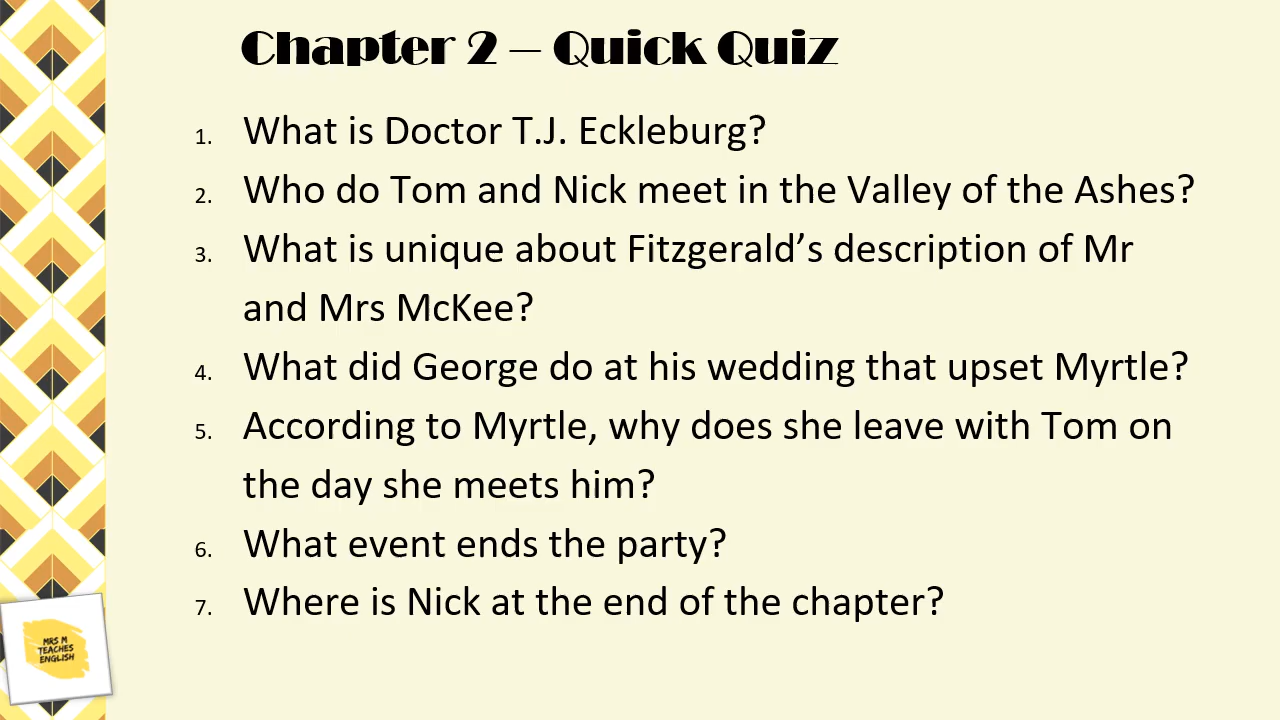 Chapter 2 – Quick Quiz
1. What is Doctor T.J. Eckleburg?
2. Who do Tom and Nick meet in the Valley of the Ashes?
3. What is unique about Fitzgerald’s description of Mr
and Mrs McKee?
4. What did George do at his wedding that upset Myrtle?
5. According to Myrtle, why does she leave with Tom on
the day she meets him?
6. What event ends the party?
7. Where is Nick at the end of the chapter?
MRS M
TEACHES
ENGLISH